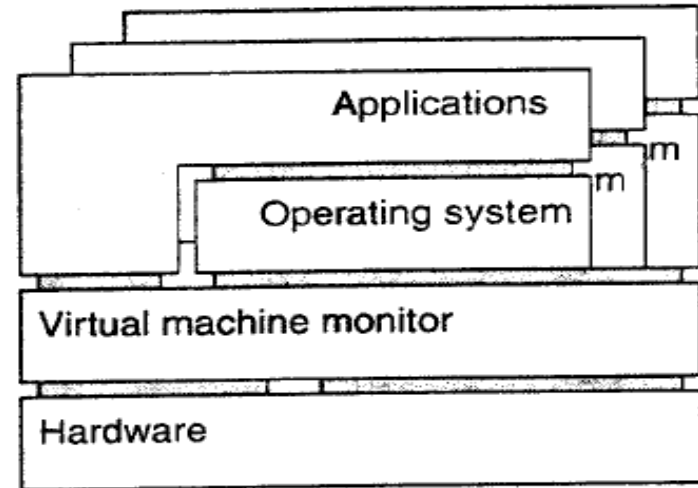 Applications
m
m
Operating system
Virtual machine monitor
Hardware